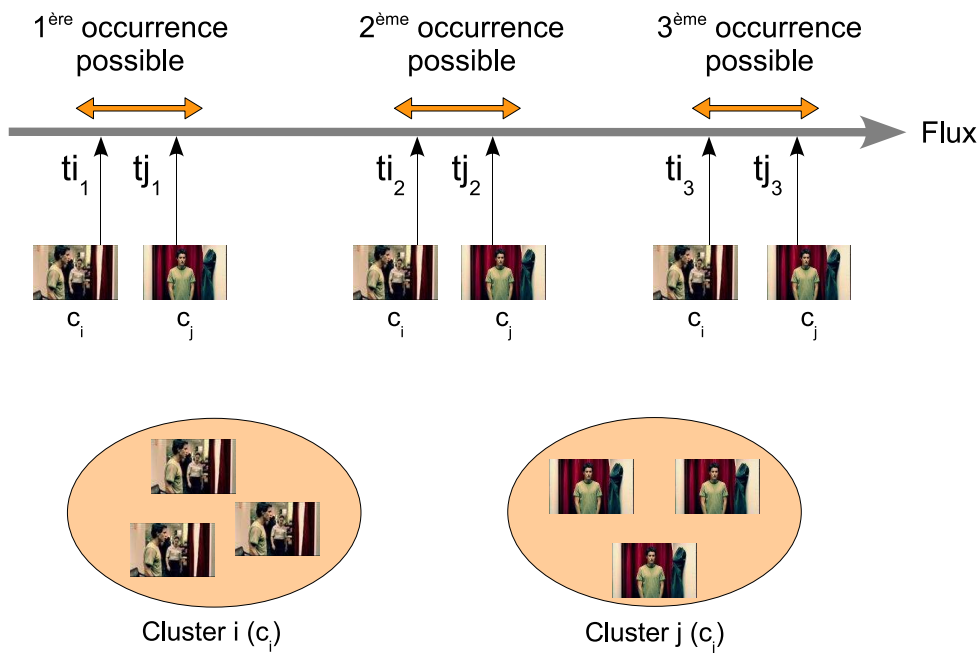 1ère occurrence possible
2ème occurrence possible
3ème occurrence possible
Flux
ti1 tj1 ti2 tj2 ti3 tj3
ci cj ci cj ci cj
Cluster i (ci)
Cluster j (cj)